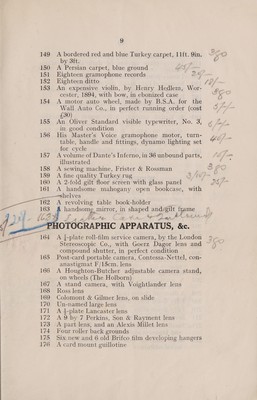 9
149 A bordered red and blue Turkey carpet, 11ft. 9in.
by 3ft.
150 A Persian carpet, blue ground
151 Eighteen gramophone records
152 Eighteen ditto
153 An expensive violin, by Henry Hedlem, Wor-
cester, 1894, with bow, in ebonized case
154 A motor auto wheel, made by B.S.A. for the
Wall Auto Co., in perfect running order (cost
£30)
155 An Oliver Standard visible typewriter, No. 3,
in good condition
156 His Master's Voice gramophone motor, turn-
table, handle and fittings, dynamo lighting set
for cycle
157 A volume of Dante's Inferno, in 36 unbound parts,
illustrated
158 A sewing machine, Frister & Rossman
159 A fine quality Turkey rug
160 A 2-fold gilt floor screen with glass panel
161 A handsome mahogany open bookcase, with
shelves
162 A revolving table book-holder
163 A handsome mirror, in shaped and gilt frame
PHOTOGRAPHIC APPARATUS, &c.
164 A ¼-plate roll-film service camera, by the London
Stereoscopic Co., with Goerz Dagor lens and
compound shutter, in perfect condition
165 Post-card portable camera, Contessa-Nettel, con-
anastigmat F/15cm. lens
166 A Houghton-Butcher adjustable camera stand,
on wheels (The Holborn)
167 A stand camera, with Voightlander lens
168 Ross lens
169 Colomont & Gilmer lens, on slide
170 Un-named large lens
171 A ¼-plate Lancaster lens
172 A 9 by 7 Perkins, Son & Rayment lens
173 A part lens, and an Alexis Millet lens
174 Four roller back grounds
175 Six new and 6 old Brifco film developing hangers
176 A card mount guillotine